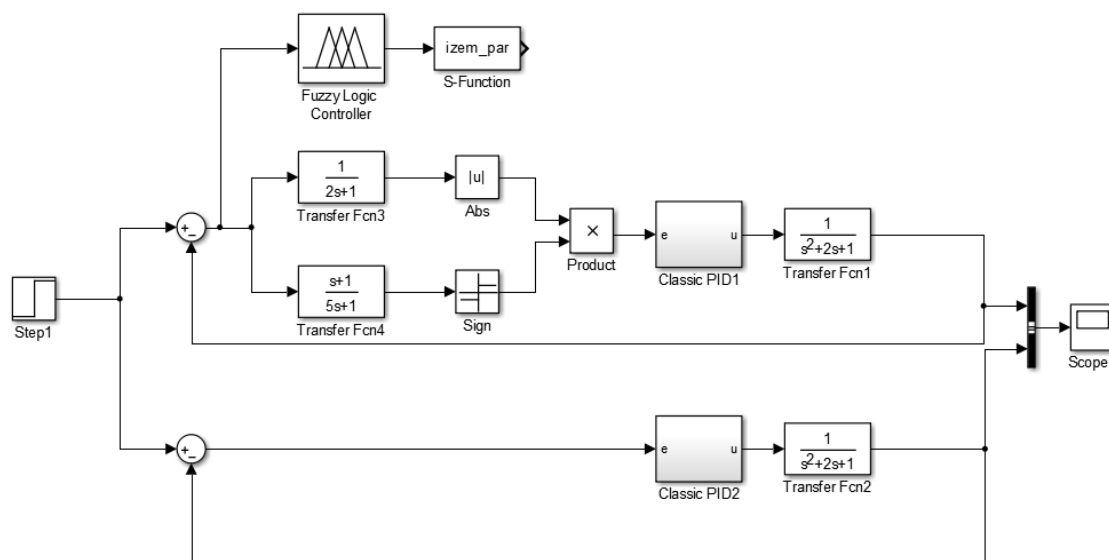 izem_par
S-Function
Fuzzy Logic
Controller
1
2s+1
Transfer Fcn3
|u|
Abs
+
−
×
Product
e
u
Classic PID1
1
s²+2s+1
Transfer Fcn1
s+1
5s+1
Transfer Fcn4
Sign
Step1
Scope
+
−
e
u
Classic PID2
1
s²+2s+1
Transfer Fcn2